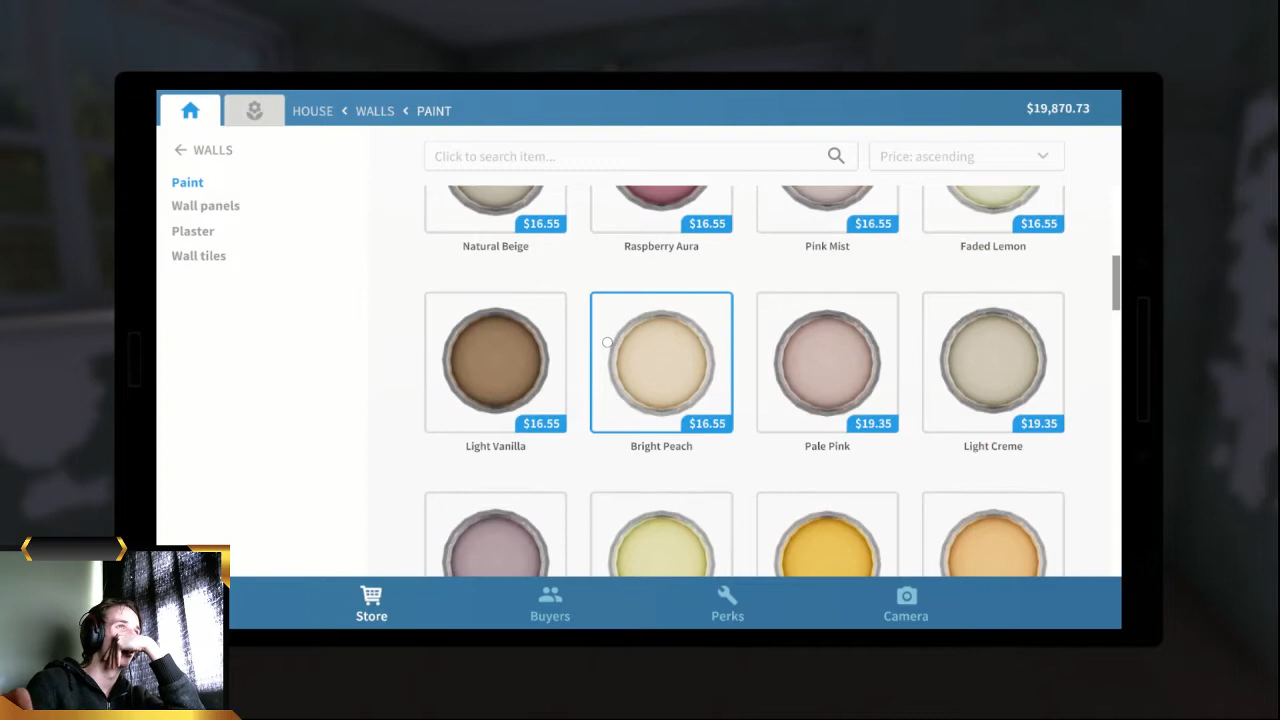 HOUSE < WALLS < PAINT
$19,870.73
WALLS
Paint
Wall panels
Plaster
Wall tiles
Click to search item...
Price: ascending
$16.55
$16.55
$16.55
$16.55
Natural Beige
Raspberry Aura
Pink Mist
Faded Lemon
$16.55
$16.55
$19.35
$19.35
Light Vanilla
Bright Peach
Pale Pink
Light Creme
Store
Buyers
Perks
Camera